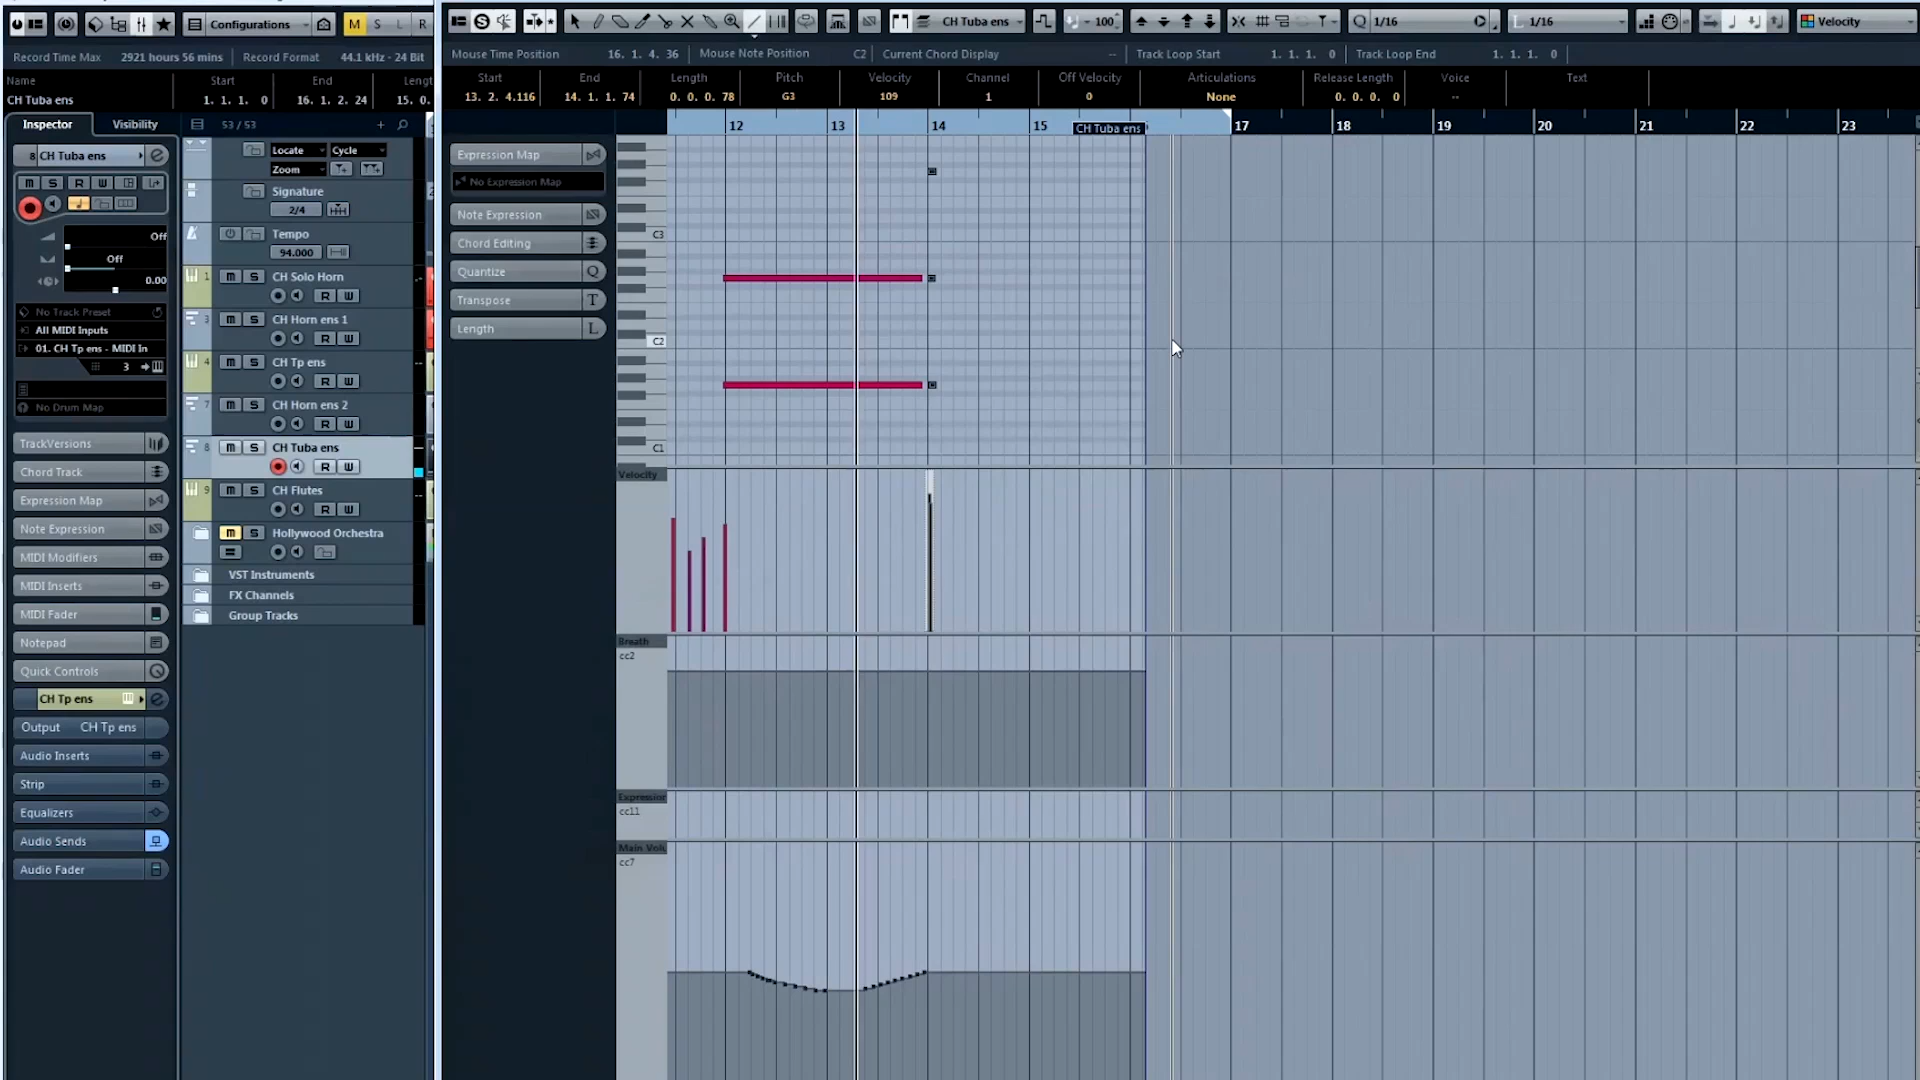 Configurations M S L R
CH Tuba ens 100 Q 1/16 L 1/16 Velocity
Record Time Max 2921 hours 56 mins Record Format 44.1 kHz - 24 Bit
Mouse Time Position 16. 1. 4. 36 Mouse Note Position C2 Current Chord Display -- Track Loop Start 1. 1. 1. 0 Track Loop End 1. 1. 1. 0
Name Start End
CH Tuba ens 1. 1. 1. 0 16. 1. 2. 24 15. 0.
Start End Length Pitch Velocity Channel Off Velocity Articulations Release Length Voice Text
13. 2. 4.116 14. 1. 1. 74 0. 0. 0. 78 G3 109 1 0 None 0. 0. 0. 0 --
Inspector Visibility 53 / 53
12 13 14 15 17 18 19 20 21 22 23
CH Tuba ens
8 CH Tuba ens
m S R W
Off
Off
0.00
No Track Preset
All MIDI Inputs
01. CH Tp ens - MIDI In
3
No Drum Map
TrackVersions
Chord Track
Expression Map
Note Expression
MIDI Modifiers
MIDI Inserts
MIDI Fader
Notepad
Quick Controls
CH Tp ens
Output CH Tp ens
Audio Inserts
Strip
Equalizers
Audio Sends
Audio Fader
Locate Cycle
Zoom
Signature
2/4
Tempo
94.000
1 m S CH Solo Horn
R W
3 m S CH Horn ens 1
R W
4 m S CH Tp ens
R W
7 m S CH Horn ens 2
R W
8 m S CH Tuba ens
R W
9 m S CH Flutes
R W
m S Hollywood Orchestra
VST Instruments
FX Channels
Group Tracks
Expression Map
No Expression Map
Note Expression
Chord Editing
Quantize Q
Transpose T
Length L
C3
C2
C1
Velocity
Breath
cc2
Expression
cc11
Main Volu
cc7